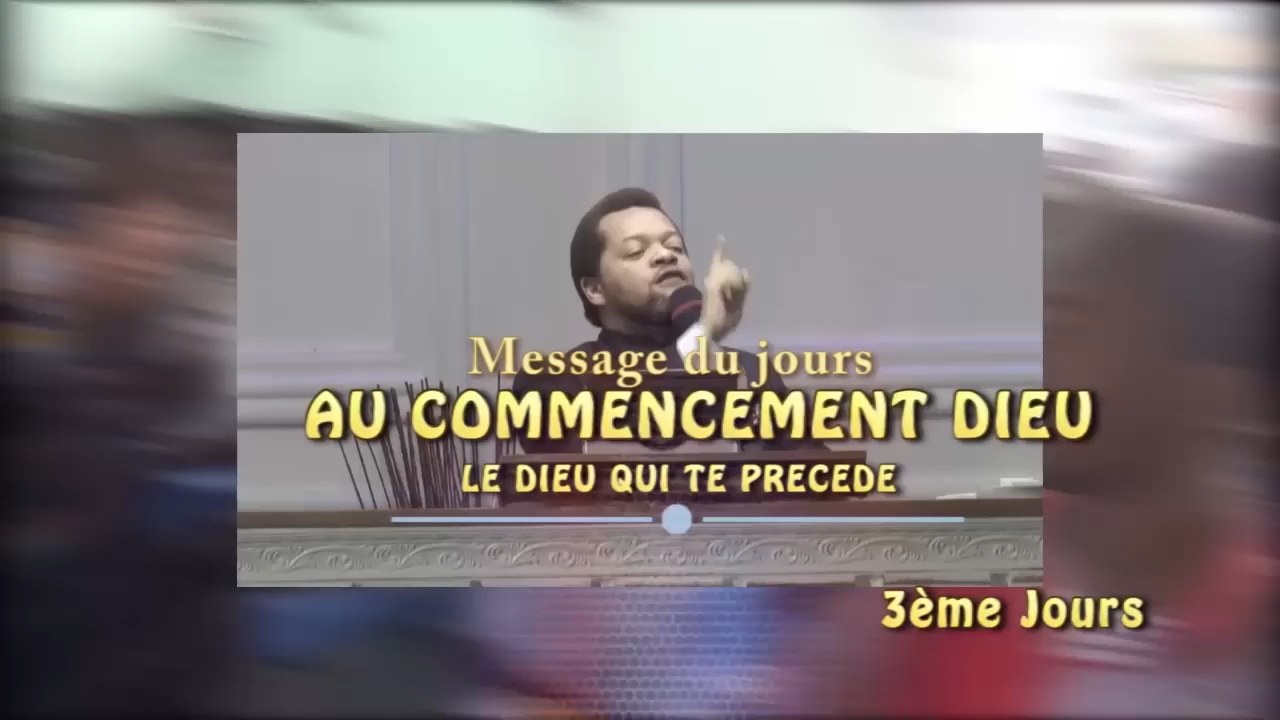 Message du jours
AU COMMENCEMENT DIEU
LE DIEU QUI TE PRECEDE
3ème Jours